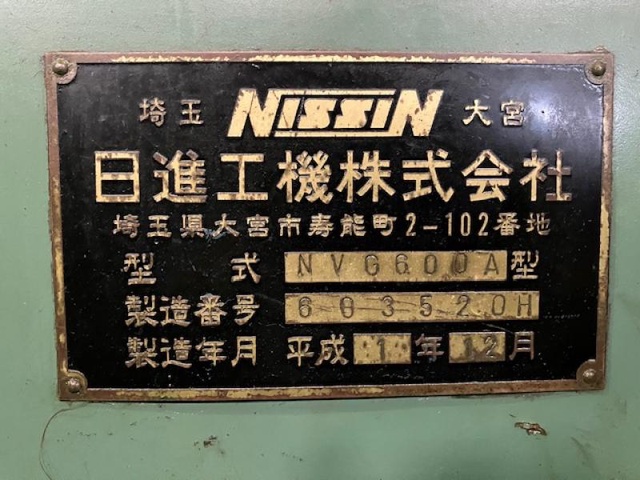 埼玉 NISSIN 大宮
日進工機株式会社
埼玉県大宮市寿能町2-102番地
型式 NVG600A型
製造番号 603520H
製造年月 平成1年12月